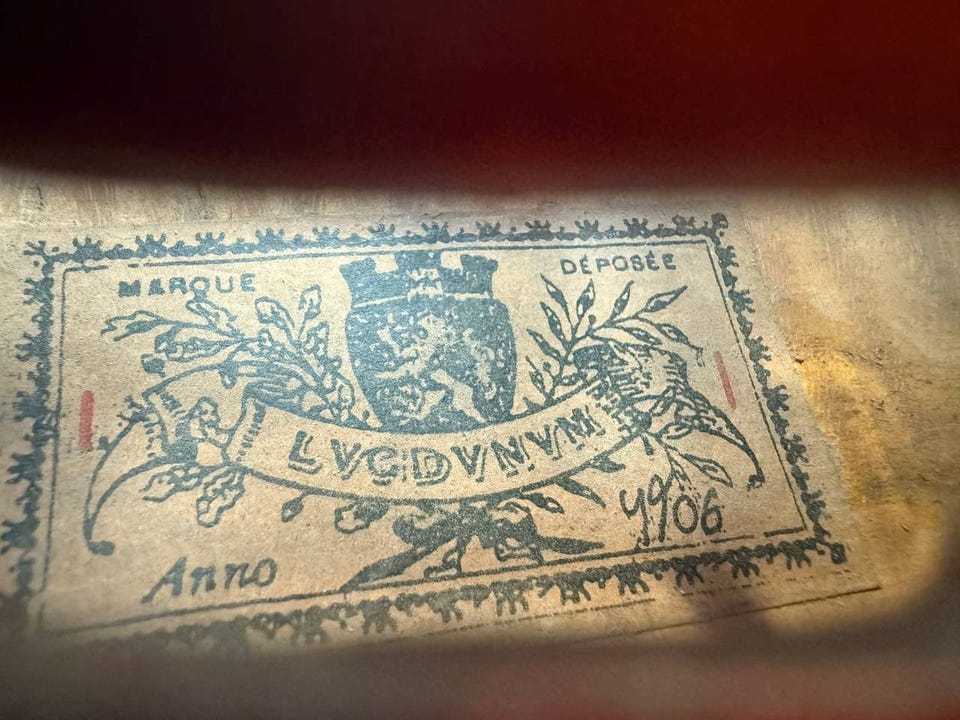 MARQUE DÉPOSÉE
LVGDVNVM
Anno 1906